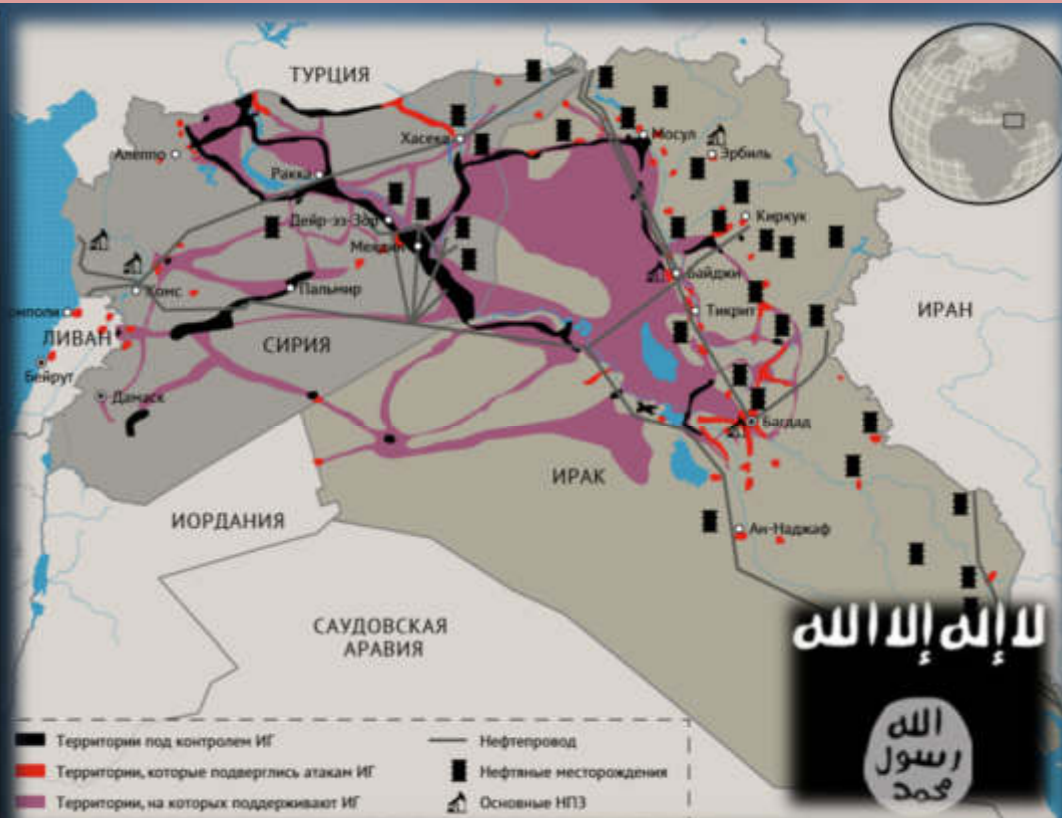 ТУРЦИЯ
Хасека
Мосул
Эрбиль
Алеппо
Ракка
Дейр-эз-Зор
Киркук
Меядин
Байджи
Хомс
Пальмир
Тикрит
ИРАН
ЛИВАН
СИРИЯ
Бейрут
Дамаск
Багдад
ИРАК
ИОРДАНИЯ
Ан-Наджаф
САУДОВСКАЯ
АРАВИЯ
لا إله إلا الله
الله
رسول
محمد
Территории под контролем ИГ
Территории, которые подверглись атакам ИГ
Территории, на которых поддерживают ИГ
Нефтепровод
Нефтяные месторождения
Основные НПЗ